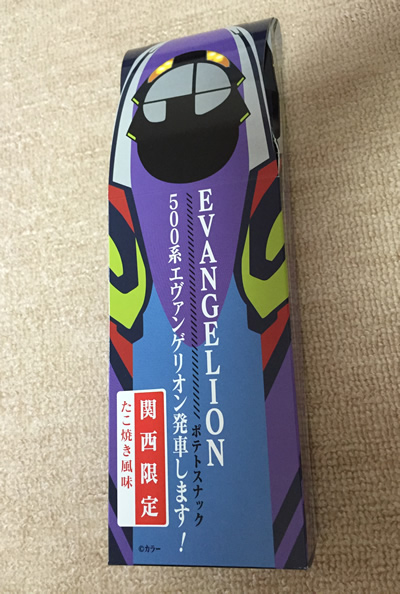 EVANGELION
ポテトスナック
500系エヴァンゲリオン発車します!
関西限定
たこ焼き風味
©カラー